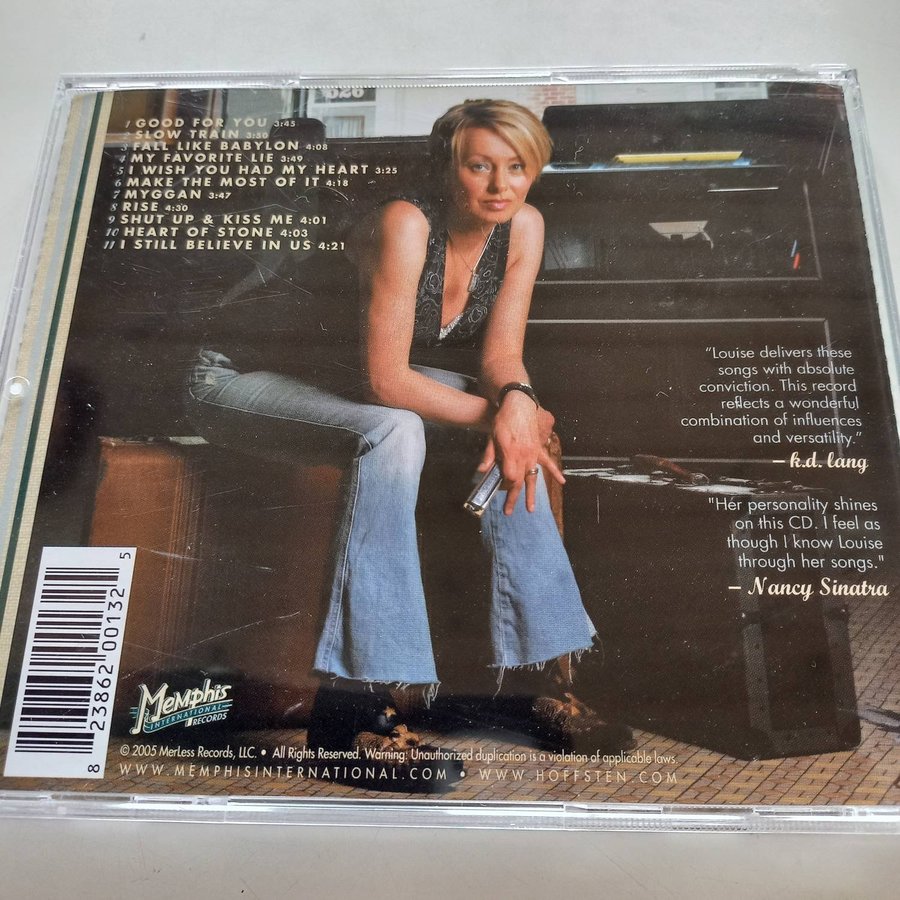 626
1 GOOD FOR YOU 3:45
2 SLOW TRAIN 3:50
3 FALL LIKE BABYLON 4:08
4 MY FAVORITE LIE 3:49
5 I WISH YOU HAD MY HEART 3:25
6 MAKE THE MOST OF IT 4:18
7 MYGGAN 3:47
8 RISE 4:30
9 SHUT UP & KISS ME 4:01
10 HEART OF STONE 4:03
11 I STILL BELIEVE IN US 4:21
"Louise delivers these
songs with absolute
conviction. This record
reflects a wonderful
combination of influences
and versatility."
– k.d. lang
"Her personality shines
on this CD. I feel as
though I know Louise
through her songs."
– Nancy Sinatra
8 23862 00132 5
Memphis
INTERNATIONAL
RECORDS
© 2005 MerLess Records, LLC. • All Rights Reserved. Warning: Unauthorized duplication is a violation of applicable laws.
WWW.MEMPHISINTERNATIONAL.COM • WWW.HOFFSTEN.COM